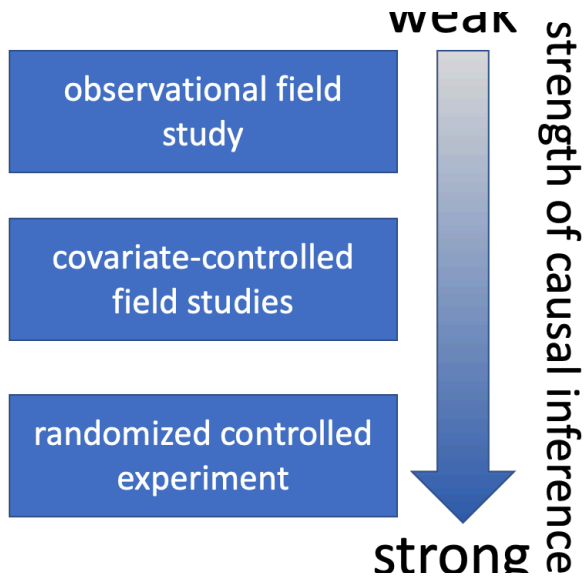 weak
observational field
study
covariate-controlled
field studies
randomized controlled
experiment
strong
strength of causal inference